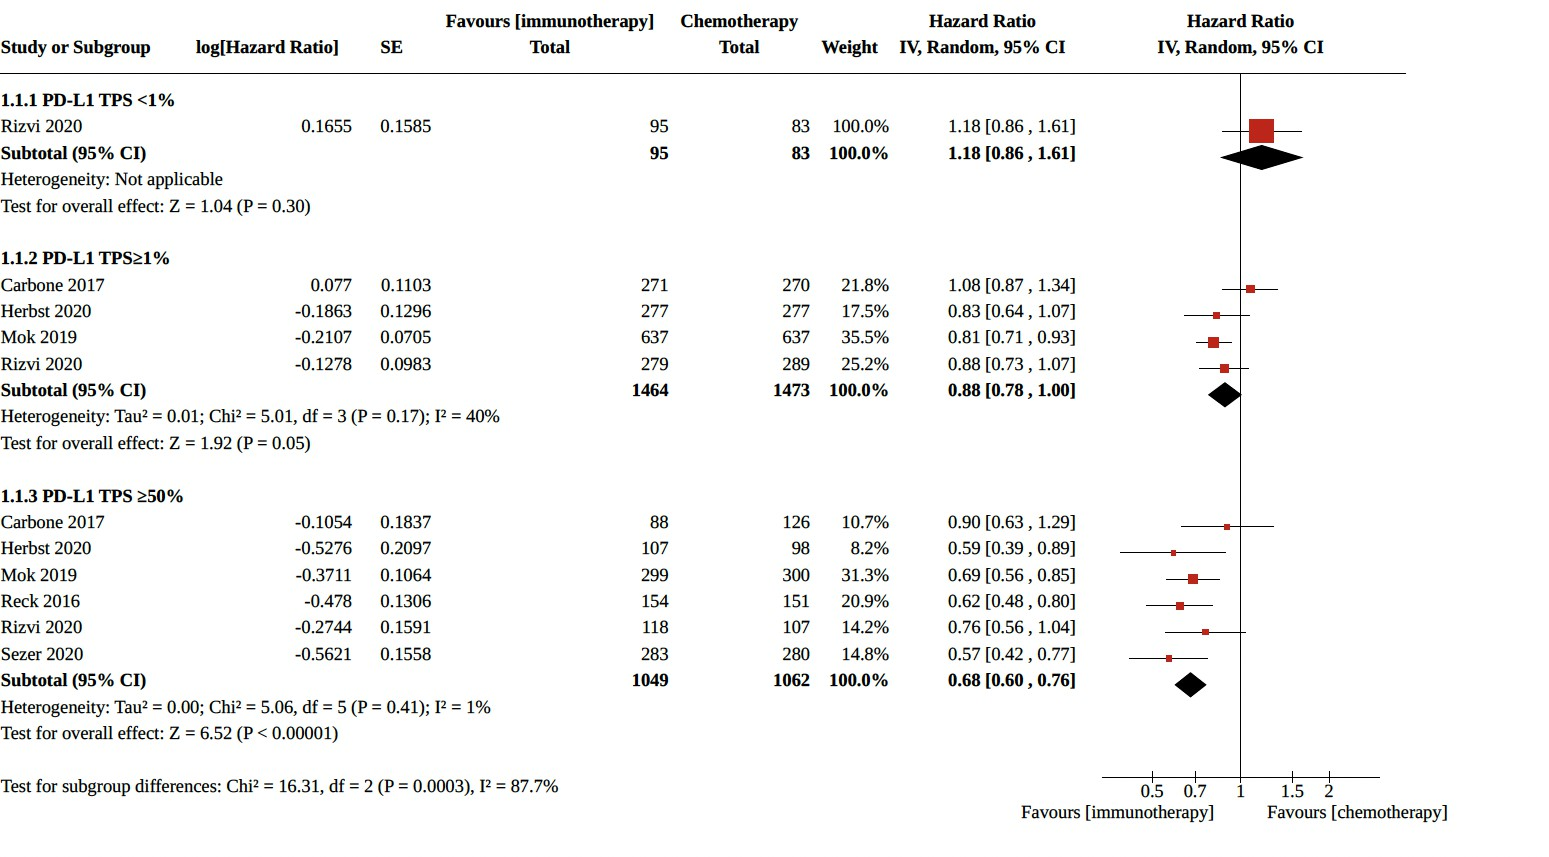 Favours [immunotherapy] Chemotherapy Hazard Ratio Hazard Ratio
Study or Subgroup log[Hazard Ratio] SE Total Total Weight IV, Random, 95% CI IV, Random, 95% CI
1.1.1 PD-L1 TPS <1%
Rizvi 2020 0.1655 0.1585 95 83 100.0% 1.18 [0.86 , 1.61]
Subtotal (95% CI) 95 83 100.0% 1.18 [0.86 , 1.61]
Heterogeneity: Not applicable
Test for overall effect: Z = 1.04 (P = 0.30)
1.1.2 PD-L1 TPS≥1%
Carbone 2017 0.077 0.1103 271 270 21.8% 1.08 [0.87 , 1.34]
Herbst 2020 -0.1863 0.1296 277 277 17.5% 0.83 [0.64 , 1.07]
Mok 2019 -0.2107 0.0705 637 637 35.5% 0.81 [0.71 , 0.93]
Rizvi 2020 -0.1278 0.0983 279 289 25.2% 0.88 [0.73 , 1.07]
Subtotal (95% CI) 1464 1473 100.0% 0.88 [0.78 , 1.00]
Heterogeneity: Tau² = 0.01; Chi² = 5.01, df = 3 (P = 0.17); I² = 40%
Test for overall effect: Z = 1.92 (P = 0.05)
1.1.3 PD-L1 TPS ≥50%
Carbone 2017 -0.1054 0.1837 88 126 10.7% 0.90 [0.63 , 1.29]
Herbst 2020 -0.5276 0.2097 107 98 8.2% 0.59 [0.39 , 0.89]
Mok 2019 -0.3711 0.1064 299 300 31.3% 0.69 [0.56 , 0.85]
Reck 2016 -0.478 0.1306 154 151 20.9% 0.62 [0.48 , 0.80]
Rizvi 2020 -0.2744 0.1591 118 107 14.2% 0.76 [0.56 , 1.04]
Sezer 2020 -0.5621 0.1558 283 280 14.8% 0.57 [0.42 , 0.77]
Subtotal (95% CI) 1049 1062 100.0% 0.68 [0.60 , 0.76]
Heterogeneity: Tau² = 0.00; Chi² = 5.06, df = 5 (P = 0.41); I² = 1%
Test for overall effect: Z = 6.52 (P < 0.00001)
Test for subgroup differences: Chi² = 16.31, df = 2 (P = 0.0003), I² = 87.7%
0.5 0.7 1 1.5 2
Favours [immunotherapy] Favours [chemotherapy]